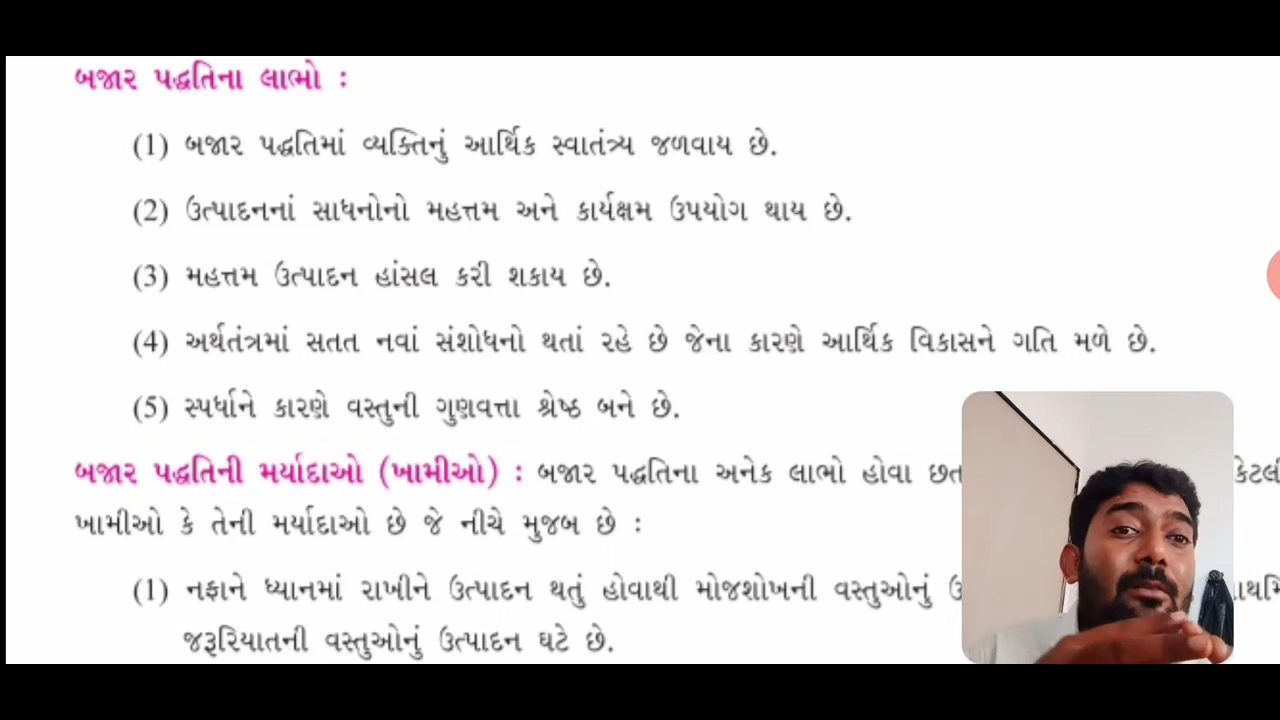 બજાર પદ્ધતિના લાભો :
(1) બજાર પદ્ધતિમાં વ્યક્તિનું આર્થિક સ્વાતંત્ર્ય જળવાય છે.
(2) ઉત્પાદનનાં સાધનોનો મહત્તમ અને કાર્યક્ષમ ઉપયોગ થાય છે.
(3) મહત્તમ ઉત્પાદન હાંસલ કરી શકાય છે.
(4) અર્થતંત્રમાં સતત નવાં સંશોધનો થતાં રહે છે જેના કારણે આર્થિક વિકાસને ગતિ મળે છે.
(5) સ્પર્ધાને કારણે વસ્તુની ગુણવત્તા શ્રેષ્ઠ બને છે.
બજાર પદ્ધતિની મર્યાદાઓ (ખામીઓ) : બજાર પદ્ધતિના અનેક લાભો હોવા
ખામીઓ કે તેની મર્યાદાઓ છે જે નીચે મુજબ છે :
(1) નફાને ધ્યાનમાં રાખીને ઉત્પાદન થતું હોવાથી મોજશોખની વસ્તુઓનું
જરૂરિયાતની વસ્તુઓનું ઉત્પાદન ઘટે છે.